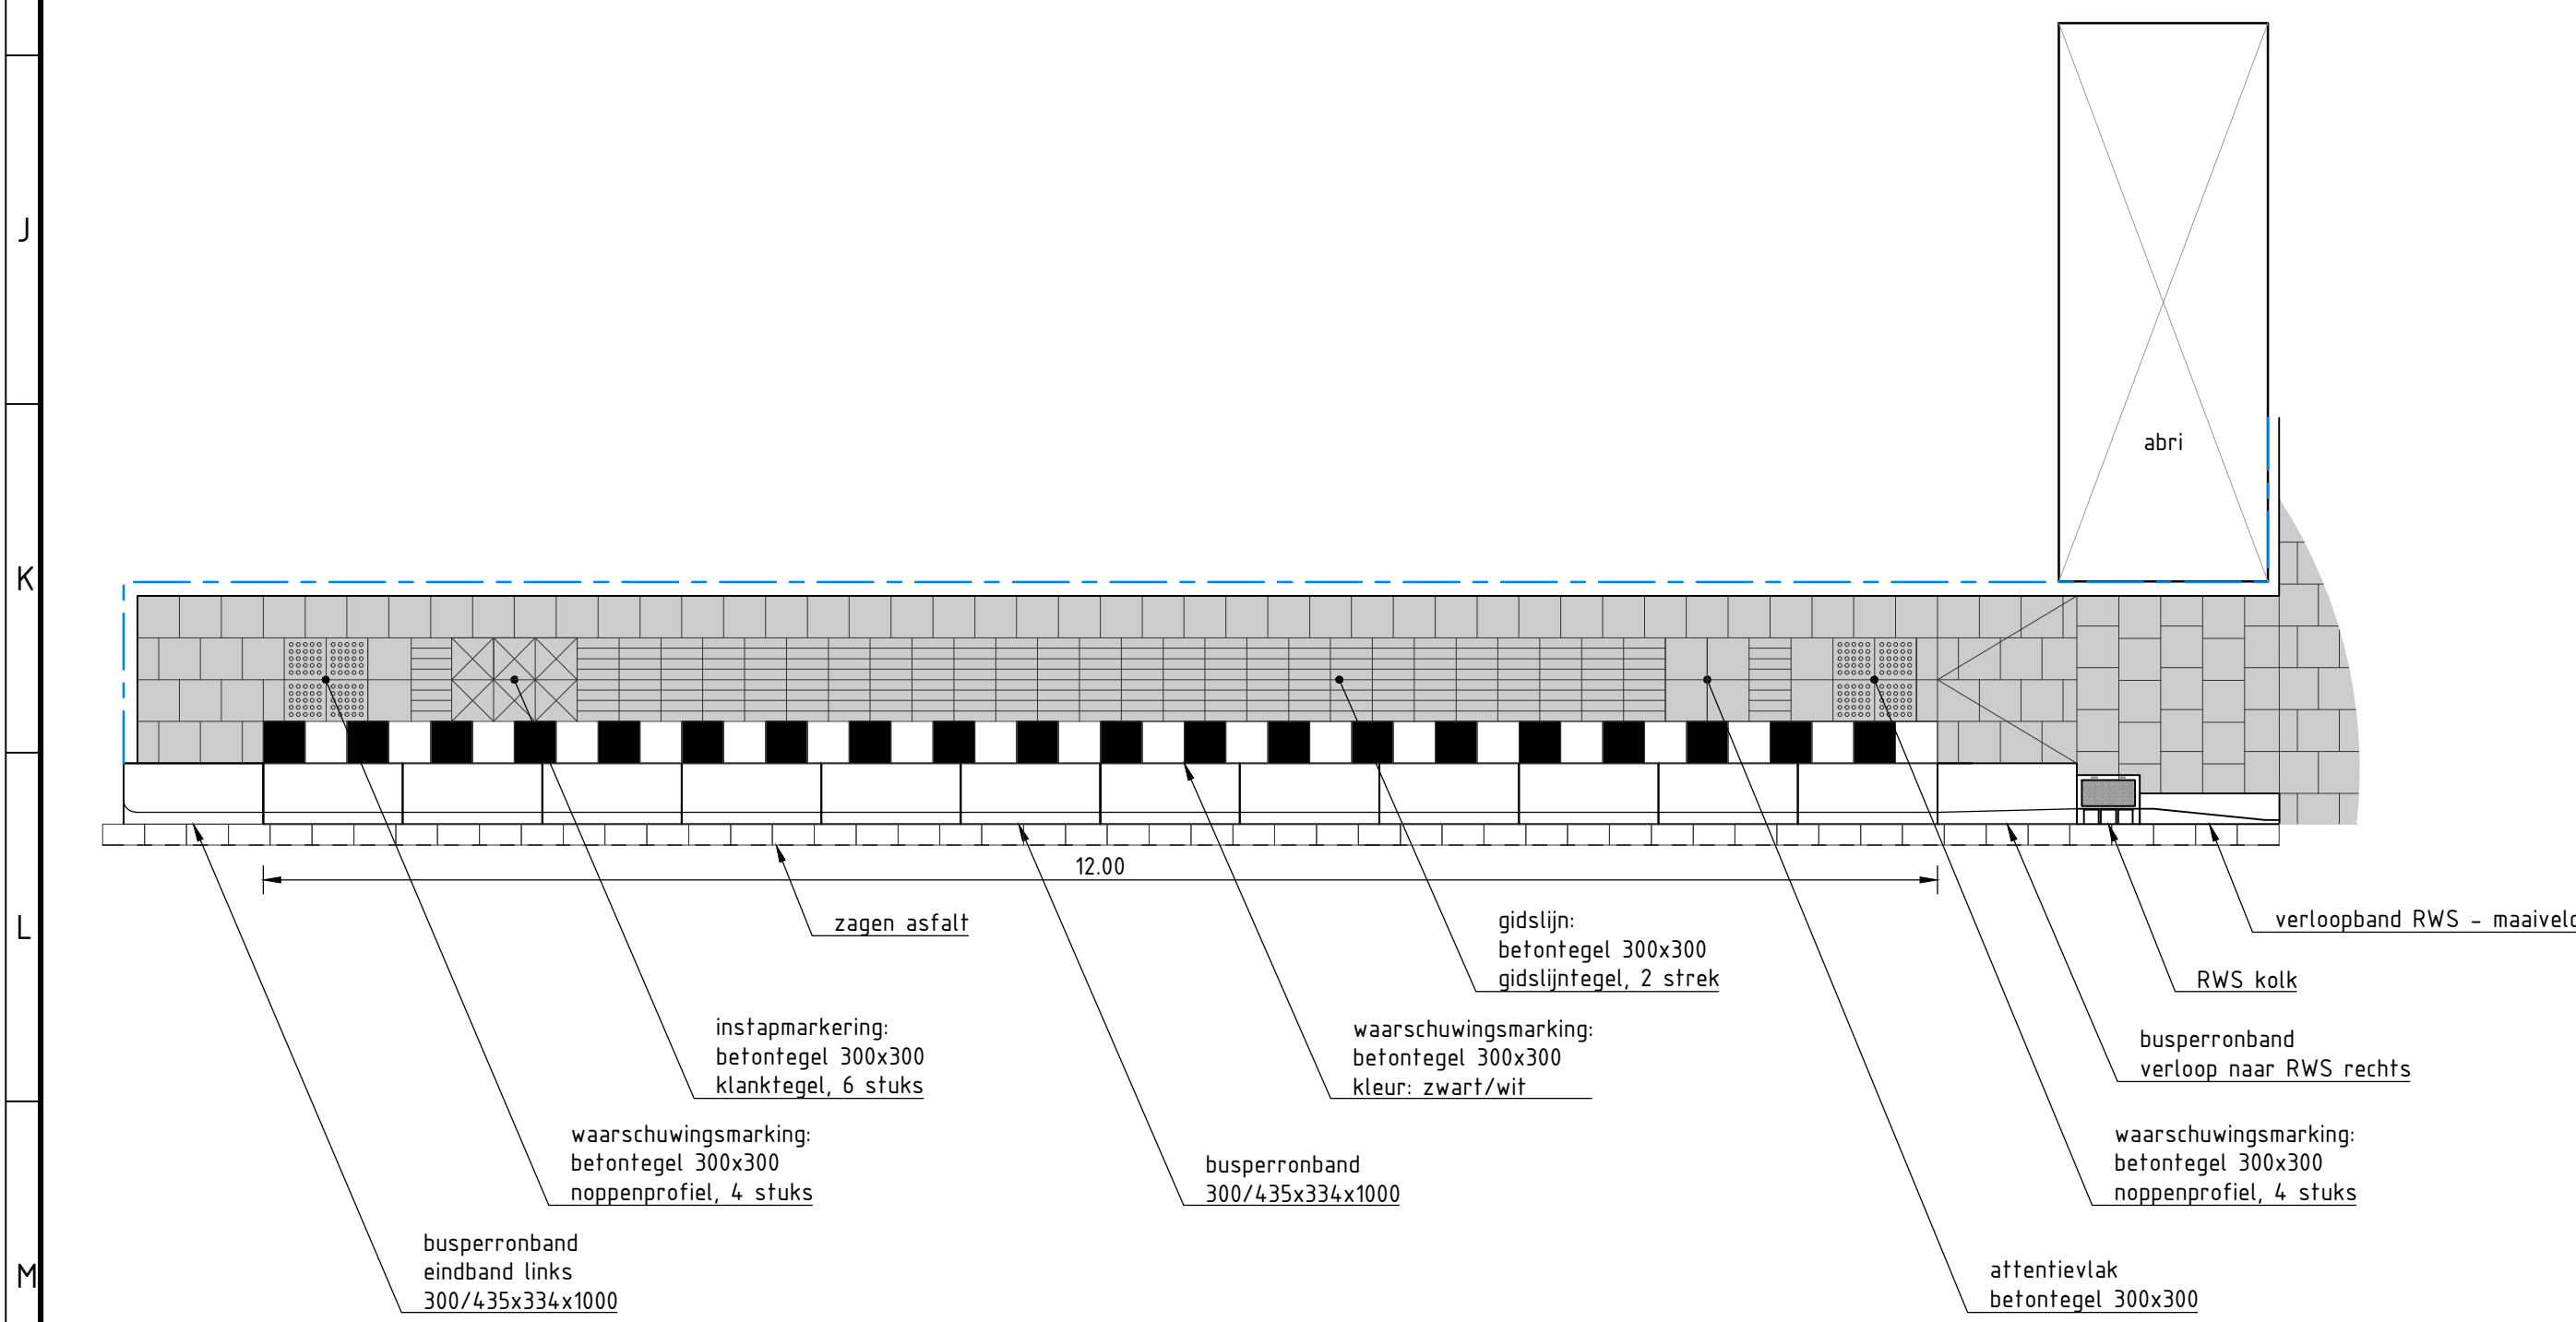 J
abri
K
12.00
L
zagen asfalt
gidslijn:
betontegel 300x300
gidslijntegel, 2 strek
verloopband RWS - maaiveld
RWS kolk
instapmarkering:
betontegel 300x300
klanktegel, 6 stuks
waarschuwingsmarking:
betontegel 300x300
kleur: zwart/wit
busperronband
verloop naar RWS rechts
waarschuwingsmarking:
betontegel 300x300
noppenprofiel, 4 stuks
busperronband
300/435x334x1000
waarschuwingsmarking:
betontegel 300x300
noppenprofiel, 4 stuks
M
busperronband
eindband links
300/435x334x1000
attentievlak
betontegel 300x300